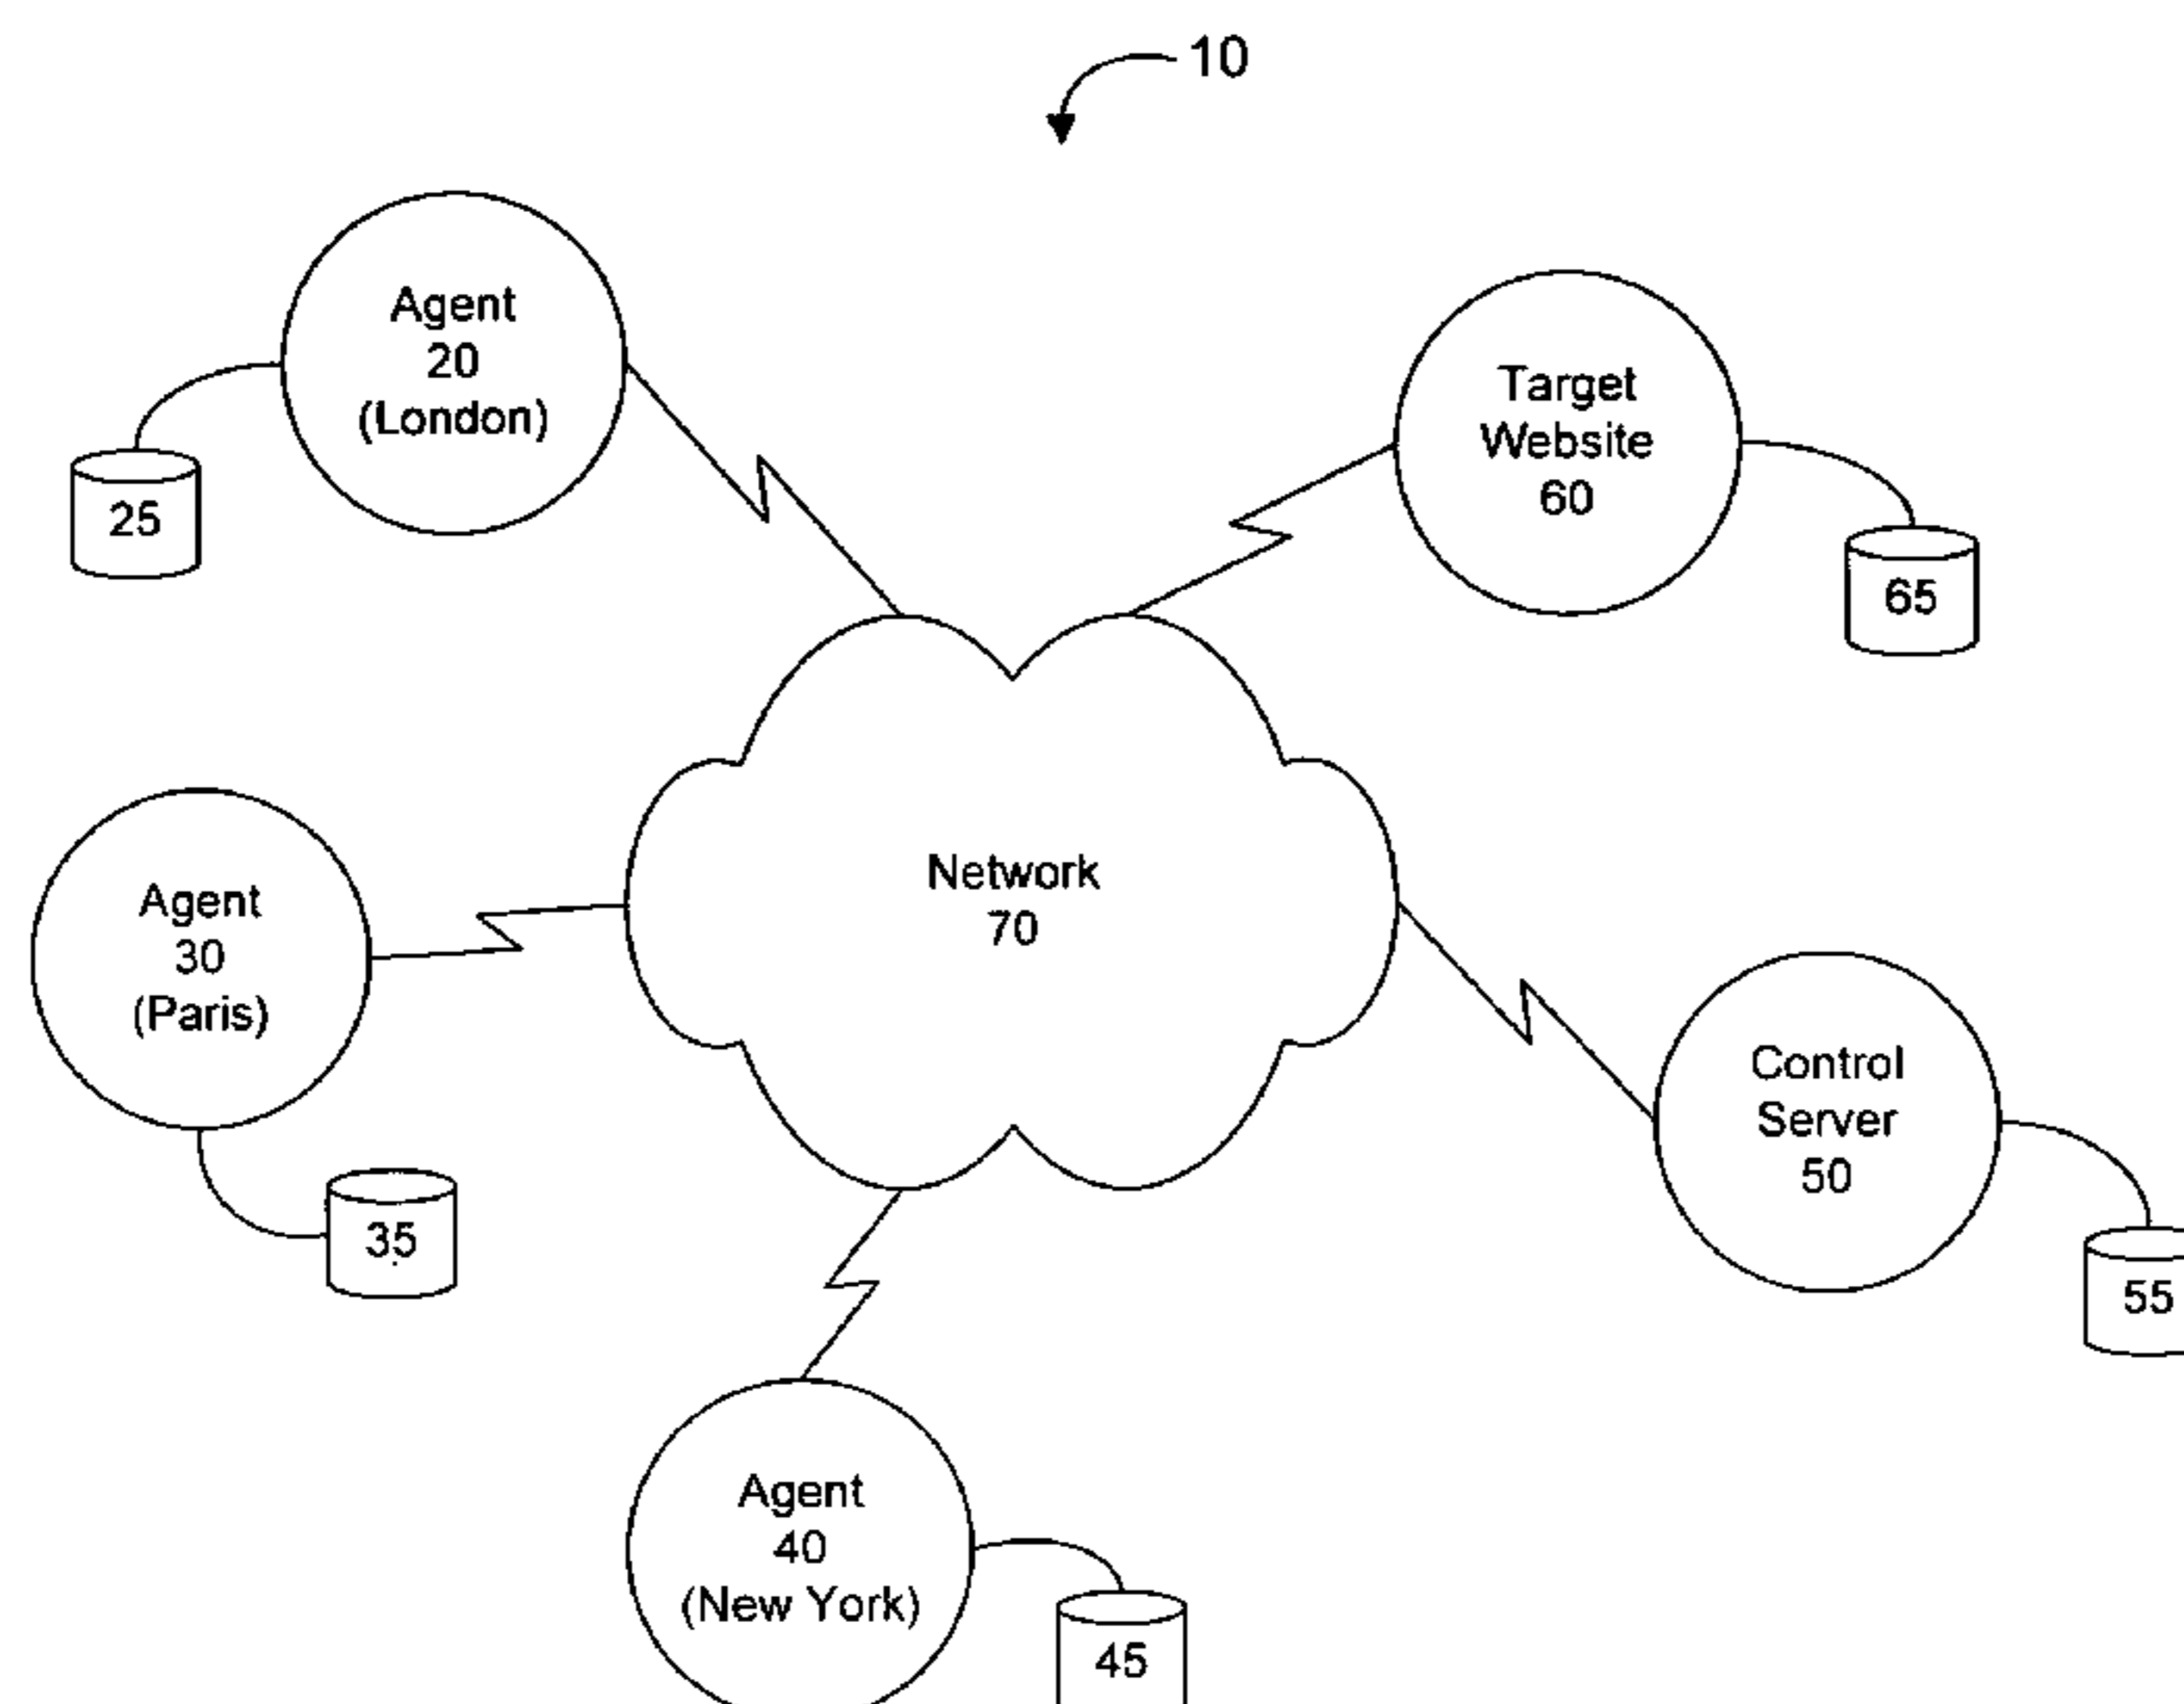 10
Agent
20
(London)
25
Target
Website
60
65
Network
70
Agent
30
(Paris)
35
Control
Server
50
55
Agent
40
(New York)
45